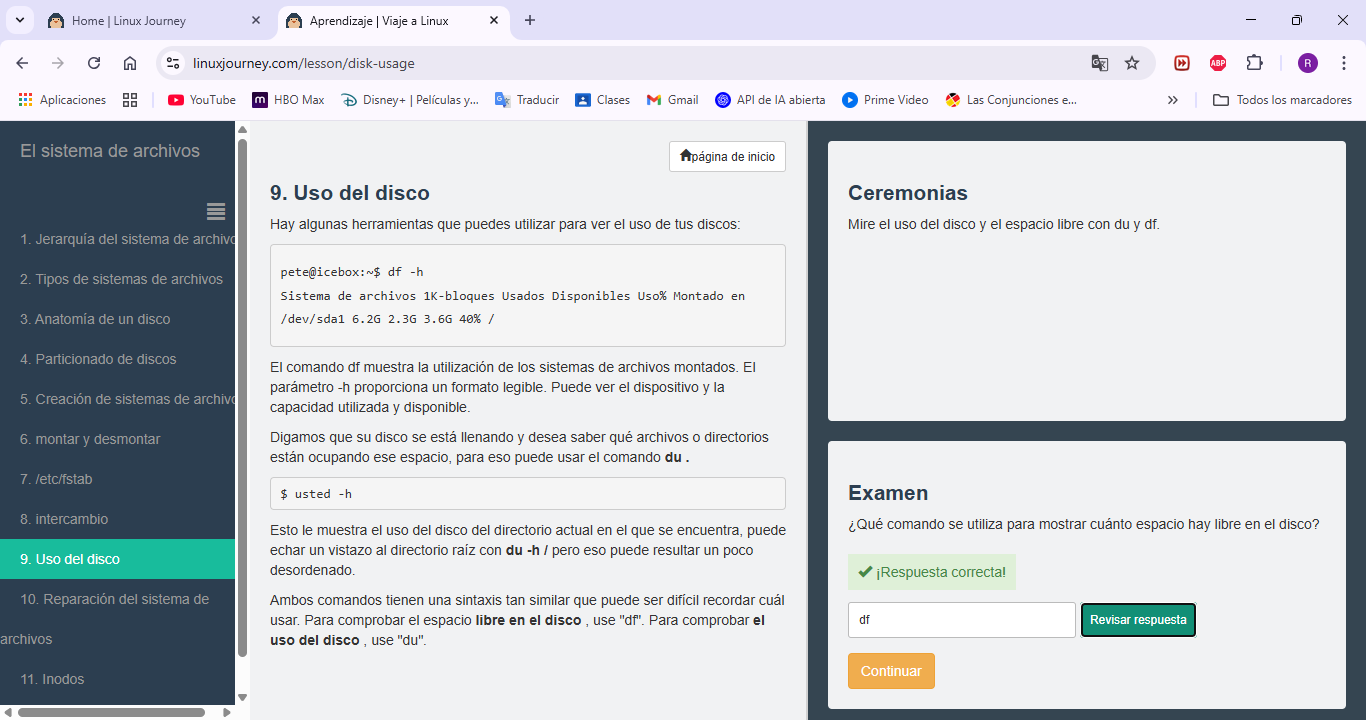 Home | Linux Journey
Aprendizaje | Viaje a Linux
linuxjourney.com/lesson/disk-usage
ABP
R
Aplicaciones
YouTube
HBO Max
Disney+ | Películas y...
Traducir
Clases
Gmail
API de IA abierta
Prime Video
Las Conjunciones e...
Todos los marcadores
El sistema de archivos
1. Jerarquía del sistema de archivo
2. Tipos de sistemas de archivos
3. Anatomía de un disco
4. Particionado de discos
5. Creación de sistemas de archivo
6. montar y desmontar
7. /etc/fstab
8. intercambio
9. Uso del disco
10. Reparación del sistema de
archivos
11. Inodos
página de inicio
9. Uso del disco
Hay algunas herramientas que puedes utilizar para ver el uso de tus discos:
pete@icebox:~$ df -h
Sistema de archivos 1K-bloques Usados Disponibles Uso% Montado en
/dev/sda1 6.2G 2.3G 3.6G 40% /
El comando df muestra la utilización de los sistemas de archivos montados. El
parámetro -h proporciona un formato legible. Puede ver el dispositivo y la
capacidad utilizada y disponible.
Digamos que su disco se está llenando y desea saber qué archivos o directorios
están ocupando ese espacio, para eso puede usar el comando du .
$ usted -h
Esto le muestra el uso del disco del directorio actual en el que se encuentra, puede
echar un vistazo al directorio raíz con du -h / pero eso puede resultar un poco
desordenado.
Ambos comandos tienen una sintaxis tan similar que puede ser difícil recordar cuál
usar. Para comprobar el espacio libre en el disco , use "df". Para comprobar el
uso del disco , use "du".
Ceremonias
Mire el uso del disco y el espacio libre con du y df.
Examen
¿Qué comando se utiliza para mostrar cuánto espacio hay libre en el disco?
¡Respuesta correcta!
df
Revisar respuesta
Continuar